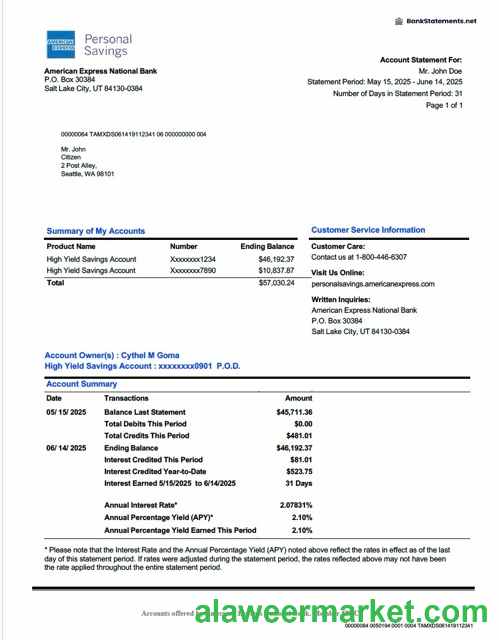 BankStatements.net
AMERICAN EXPRESS
Personal
Savings
American Express National Bank
P.O. Box 30384
Salt Lake City, UT 84130-0384
Account Statement For:
Mr. John Doe
Statement Period: May 15, 2025 - June 14, 2025
Number of Days in Statement Period: 31
Page 1 of 1
00000084 TAMXDS061419112341 06 000000000 004
Mr. John
Citizen
2 Post Alley,
Seattle, WA 98101
Summary of My Accounts
Product Name Number Ending Balance
High Yield Savings Account Xxxxxxxx1234 $46,192.37
High Yield Savings Account Xxxxxxxx7890 $10,837.87
Total $57,030.24
Customer Service Information
Customer Care:
Contact us at 1-800-446-6307
Visit Us Online:
personalsavings.americanexpress.com
Written Inquiries:
American Express National Bank
P.O. Box 30384
Salt Lake City, UT 84130-0384
Account Owner(s) : Cythel M Goma
High Yield Savings Account : xxxxxxxx0901 P.O.D.
Account Summary
Date Transactions Amount
05/ 15/ 2025 Balance Last Statement $45,711.36
Total Debits This Period $0.00
Total Credits This Period $481.01
06/ 14/ 2025 Ending Balance $46,192.37
Interest Credited This Period $81.01
Interest Credited Year-to-Date $523.75
Interest Earned 5/15/2025 to 6/14/2025 31 Days
Annual Interest Rate* 2.07831%
Annual Percentage Yield (APY)* 2.10%
Annual Percentage Yield Earned This Period 2.10%
* Please note that the Interest Rate and the Annual Percentage Yield (APY) noted above reflect the rates in effect as of the last
day of this statement period. If rates were adjusted during the statement period, the rates reflected above may not have been
the rate applied throughout the entire statement period.
Accounts offered
alaweermarket.com
00000084 0050194 0001 0004 TAMXDS061419112341